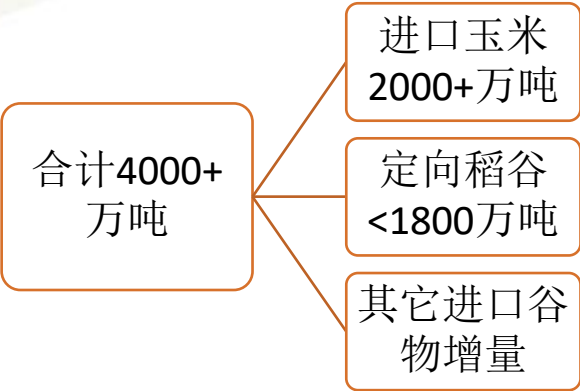 合计4000+
万吨
进口玉米
2000+万吨
定向稻谷
<1800万吨
其它进口谷
物增量